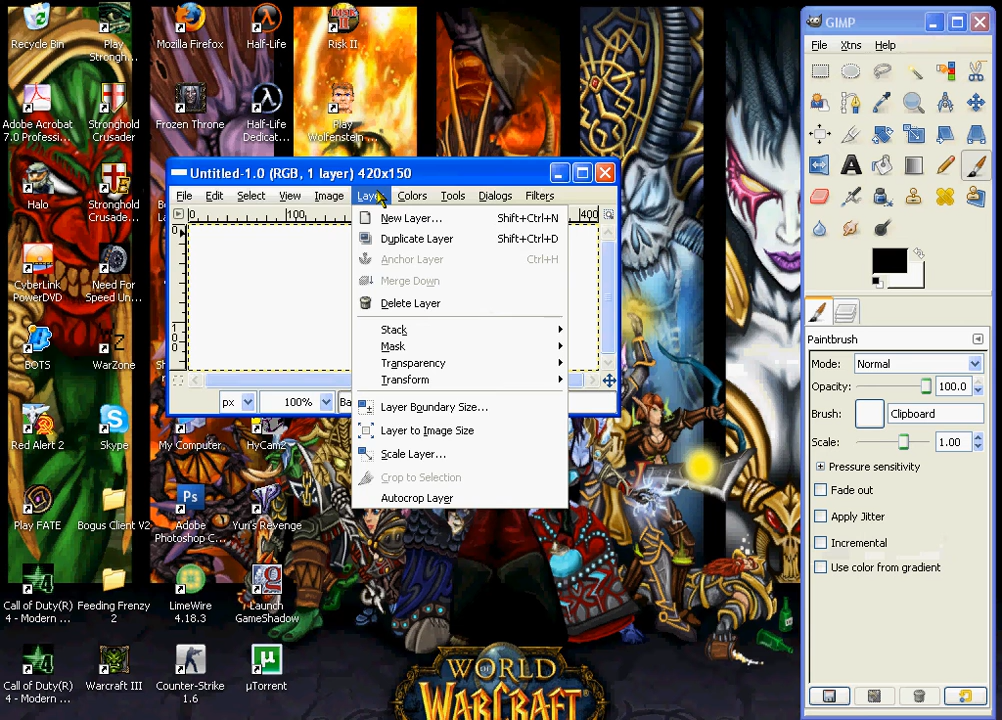 Recycle Bin
Play
Strongh...
Mozilla Firefox
Half-Life
Risk II
Adobe Acrobat
7.0 Professi...
Stronghold
Crusader
Frozen Throne
Half-Life
Dedicat...
Play
Wolfenstein ...
Halo
Stronghold
Crusade...
CyberLink
PowerDVD
Need For
Speed Un...
BOTS
WarZone
Red Alert 2
Skype
My Computer
HyCam2
Play FATE
Bogus Client V2
Adobe
Photoshop C...
Yuri's Revenge
Call of Duty(R)
4 - Modern ...
Feeding Frenzy
2
LimeWire
4.18.3
Launch
GameShadow
Call of Duty(R)
4 - Modern ...
Warcraft III
Counter-Strike
1.6
µTorrent
Untitled-1.0 (RGB, 1 layer) 420x150
File Edit Select View Image Layer Colors Tools Dialogs Filters
0 100 400
px 100% Ba
New Layer... Shift+Ctrl+N
Duplicate Layer Shift+Ctrl+D
Anchor Layer Ctrl+H
Merge Down
Delete Layer
Stack
Mask
Transparency
Transform
Layer Boundary Size...
Layer to Image Size
Scale Layer...
Crop to Selection
Autocrop Layer
GIMP
File Xtns Help
Paintbrush
Mode: Normal
Opacity: 100.0
Brush: Clipboard
Scale: 1.00
Pressure sensitivity
Fade out
Apply Jitter
Incremental
Use color from gradient
WORLD
OF
WARCRAFT